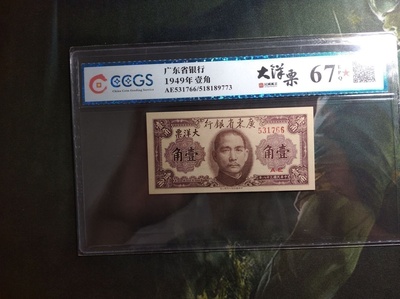 CCGS
广东省银行
1949年 壹角
AE531766/518189773
大洋票
67
EPQ
廣東省銀行
大洋票
531766
壹角
壹角